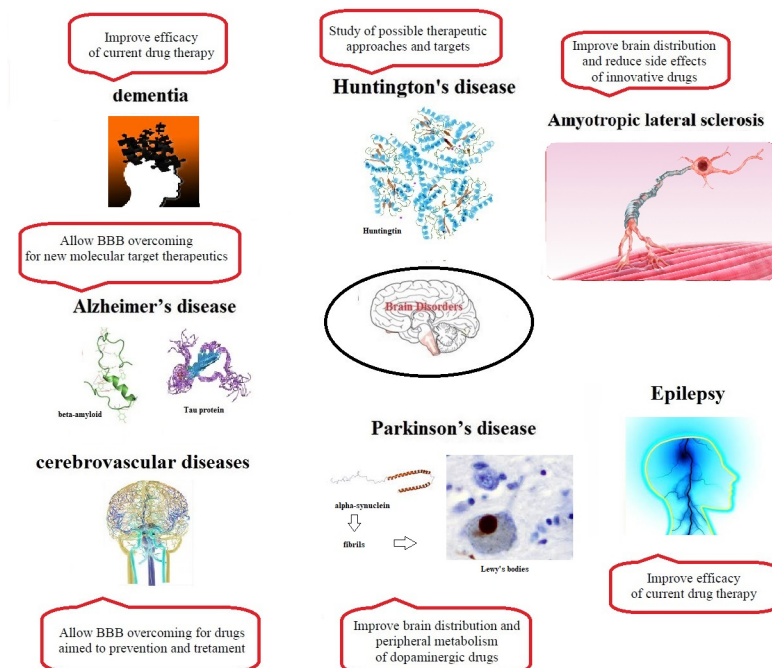 Improve efficacy
of current drug therapy
dementia
Study of possible therapeutic
approaches and targets
Huntington's disease
Huntingtin
Improve brain distribution
and reduce side effects
of innovative drugs
Amyotropic lateral sclerosis
Allow BBB overcoming
for new molecular target therapeutics
Alzheimer's disease
beta-amyloid
Tau protein
Brain Disorders
cerebrovascular diseases
Allow BBB overcoming for drugs
aimed to prevention and tretament
Parkinson's disease
alpha-synuclein
fibrils
Lewy's bodies
Improve brain distribution and
peripheral metabolism
of dopaminergic drugs
Epilepsy
Improve efficacy
of current drug therapy